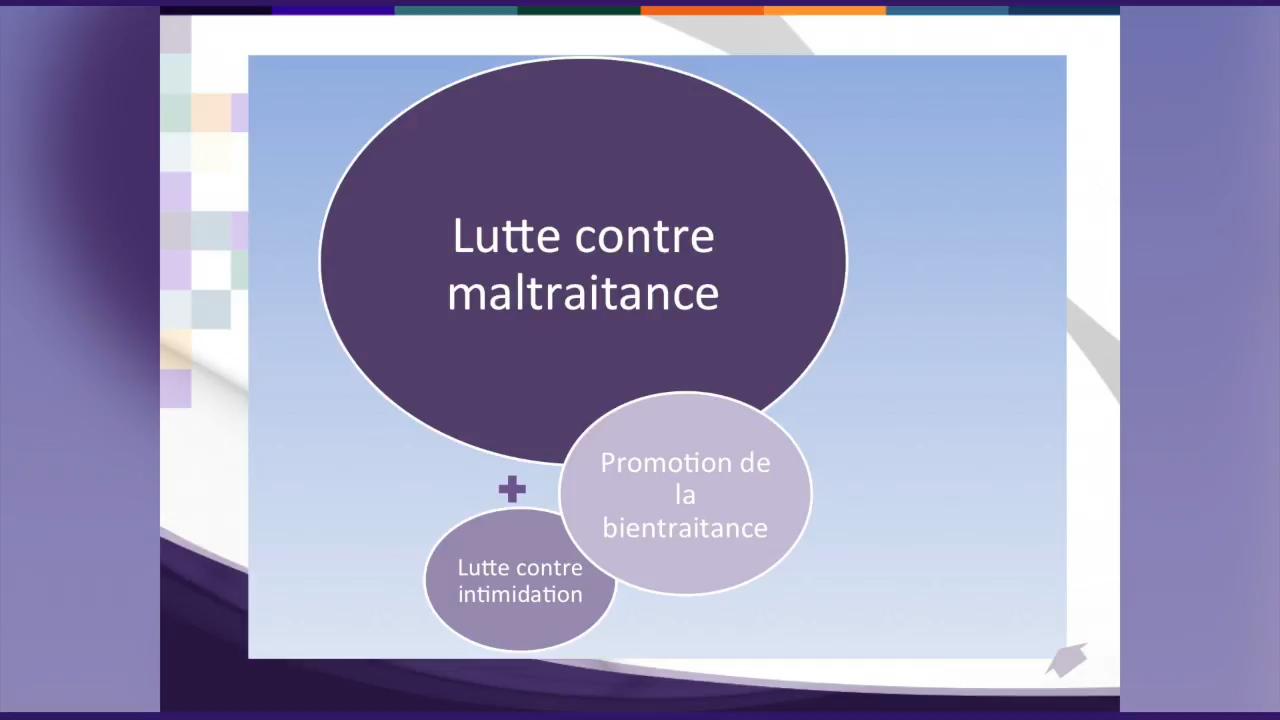 Lutte contre
maltraitance
Promotion de
la
bientraitance
Lutte contre
intimidation